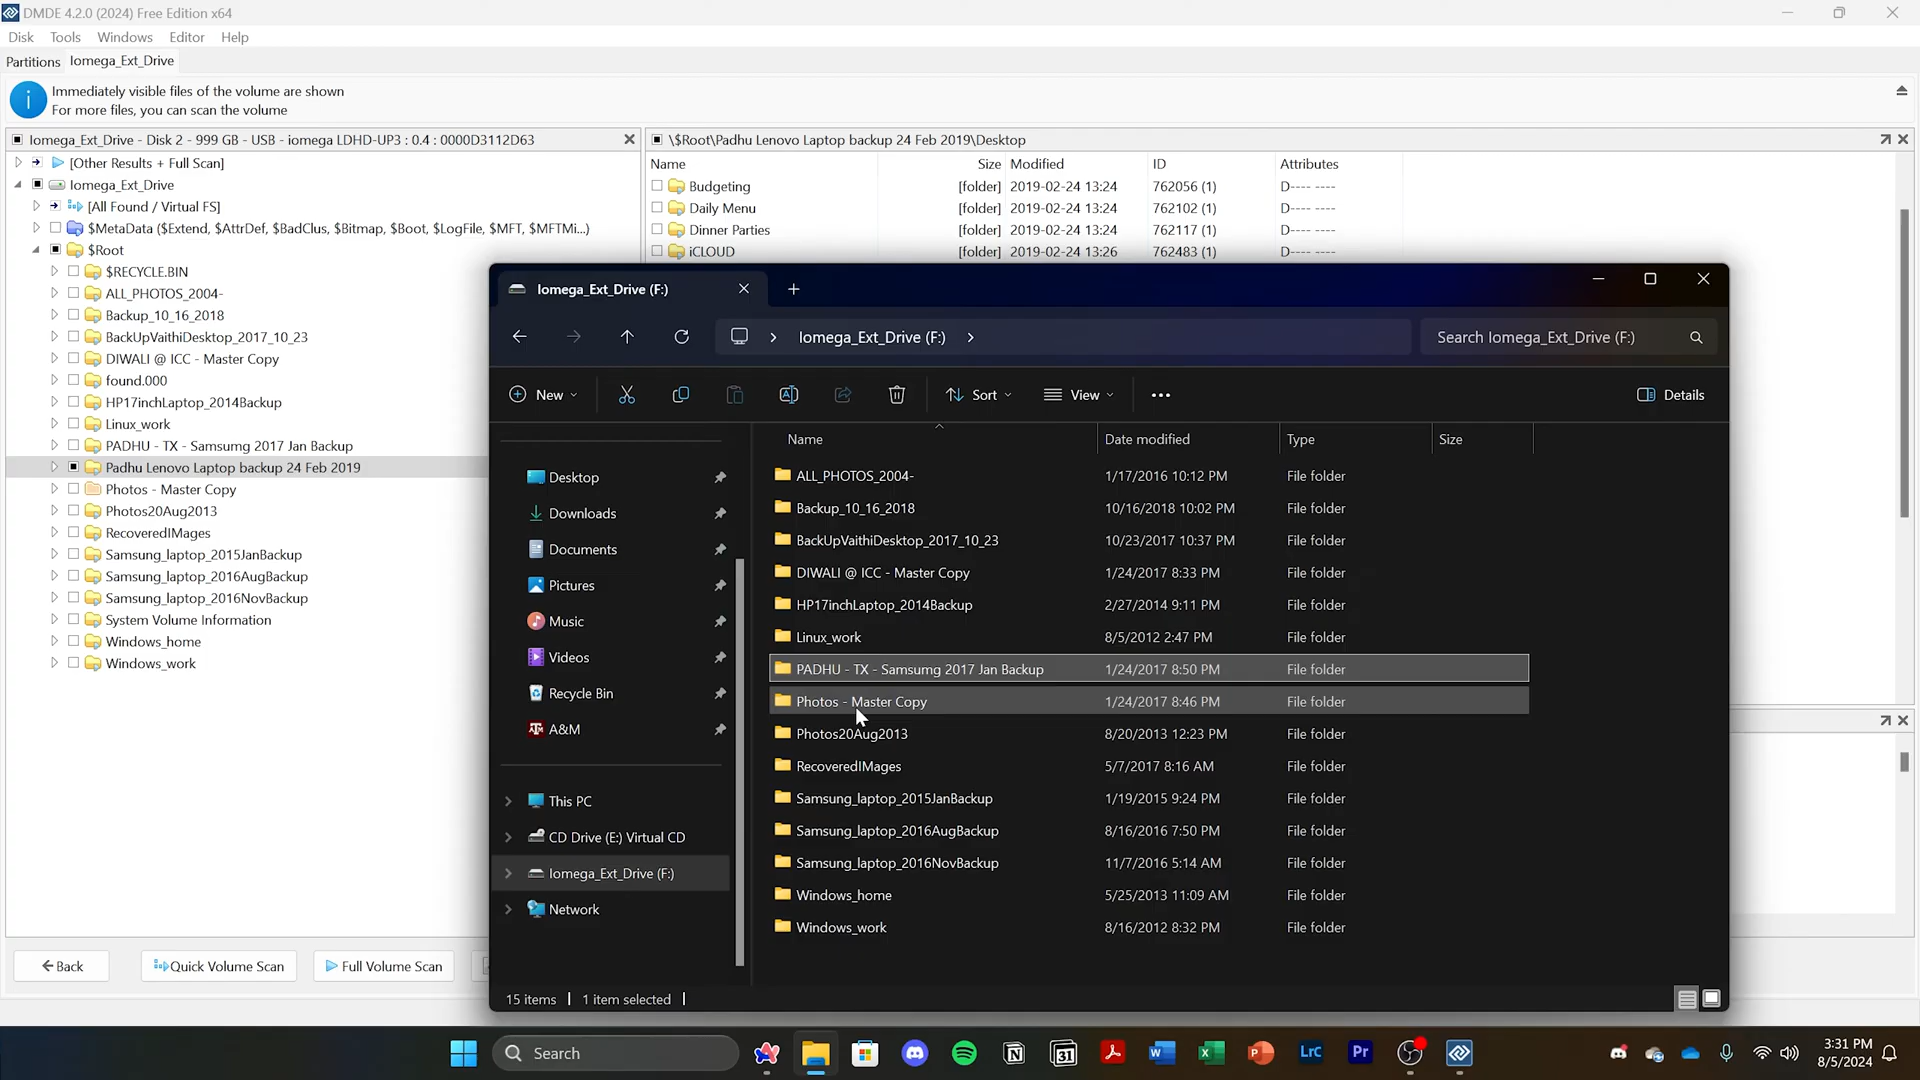 DMDE 4.2.0 (2024) Free Edition x64
Disk Tools Windows Editor Help
Partitions Iomega_Ext_Drive
Immediately visible files of the volume are shown
For more files, you can scan the volume
Iomega_Ext_Drive - Disk 2 - 999 GB - USB - iomega LDHD-UP3 : 0.4 : 0000D3112D63
[Other Results + Full Scan]
Iomega_Ext_Drive
[All Found / Virtual FS]
$MetaData ($Extend, $AttrDef, $BadClus, $Bitmap, $Boot, $LogFile, $MFT, $MFTMi...)
$Root
$RECYCLE.BIN
ALL_PHOTOS_2004-
Backup_10_16_2018
BackUpVaithiDesktop_2017_10_23
DIWALI @ ICC - Master Copy
found.000
HP17inchLaptop_2014Backup
Linux_work
PADHU - TX - Samsumg 2017 Jan Backup
Padhu Lenovo Laptop backup 24 Feb 2019
Photos - Master Copy
Photos20Aug2013
RecoveredIMages
Samsung_laptop_2015JanBackup
Samsung_laptop_2016AugBackup
Samsung_laptop_2016NovBackup
System Volume Information
Windows_home
Windows_work
Back Quick Volume Scan Full Volume Scan
\$Root\Padhu Lenovo Laptop backup 24 Feb 2019\Desktop
Name Size Modified ID Attributes
Budgeting [folder] 2019-02-24 13:24 762056 (1) D---- ----
Daily Menu [folder] 2019-02-24 13:24 762102 (1) D---- ----
Dinner Parties [folder] 2019-02-24 13:24 762117 (1) D---- ----
iCLOUD [folder] 2019-02-24 13:26 762483 (1) D---- ----
Iomega_Ext_Drive (F:)
Iomega_Ext_Drive (F:) Search Iomega_Ext_Drive (F:)
New Sort View Details
Desktop
Downloads
Documents
Pictures
Music
Videos
Recycle Bin
A&M
This PC
CD Drive (E:) Virtual CD
Iomega_Ext_Drive (F:)
Network
Name Date modified Type Size
ALL_PHOTOS_2004- 1/17/2016 10:12 PM File folder
Backup_10_16_2018 10/16/2018 10:02 PM File folder
BackUpVaithiDesktop_2017_10_23 10/23/2017 10:37 PM File folder
DIWALI @ ICC - Master Copy 1/24/2017 8:33 PM File folder
HP17inchLaptop_2014Backup 2/27/2014 9:11 PM File folder
Linux_work 8/5/2012 2:47 PM File folder
PADHU - TX - Samsumg 2017 Jan Backup 1/24/2017 8:50 PM File folder
Photos - Master Copy 1/24/2017 8:46 PM File folder
Photos20Aug2013 8/20/2013 12:23 PM File folder
RecoveredIMages 5/7/2017 8:16 AM File folder
Samsung_laptop_2015JanBackup 1/19/2015 9:24 PM File folder
Samsung_laptop_2016AugBackup 8/16/2016 7:50 PM File folder
Samsung_laptop_2016NovBackup 11/7/2016 5:14 AM File folder
Windows_home 5/25/2013 11:09 AM File folder
Windows_work 8/16/2012 8:32 PM File folder
15 items 1 item selected
Search 31 Lrc Pr
3:31 PM
8/5/2024